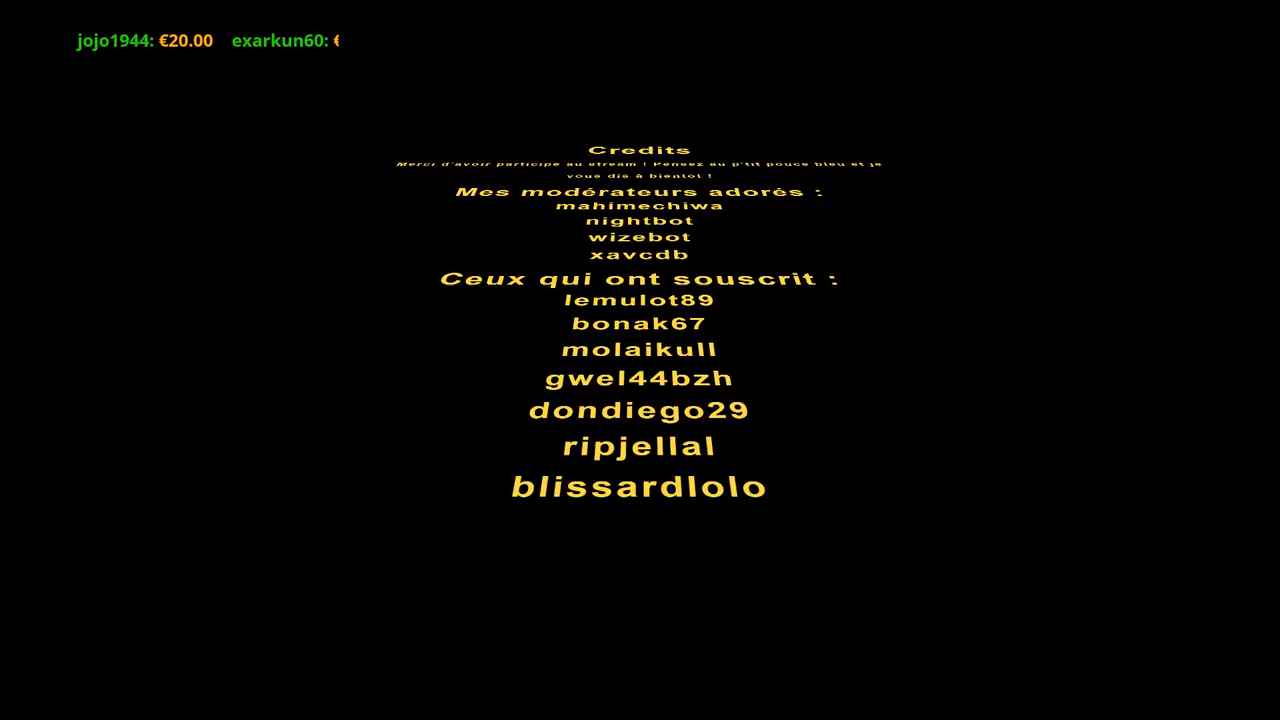 jojo1944: €20.00 exarkun60: €
Credits
Merci d'avoir participé au stream ! Pensez au p'tit pouce bleu et je
vous dis à bientot !
Mes modérateurs adorés :
mahimechiwa
nightbot
wizebot
xavcdb
Ceux qui ont souscrit :
lemulot89
bonak67
molaikull
gwel44bzh
dondiego29
ripjellal
blissardlolo